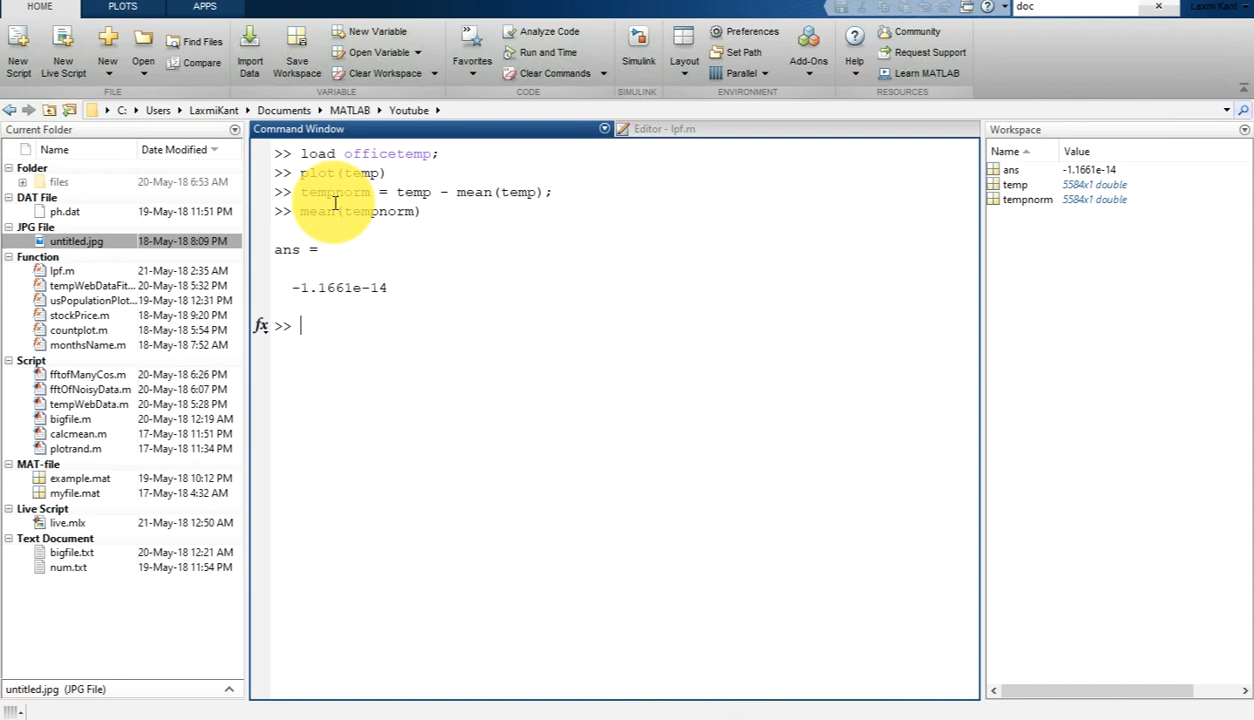 HOME PLOTS APPS doc Laxmi Kant
New Script
New Live Script
New
Open
Find Files
Compare
Import Data
Save Workspace
New Variable
Open Variable
Clear Workspace
Favorites
Analyze Code
Run and Time
Clear Commands
Simulink
Layout
Preferences
Set Path
Parallel
Add-Ons
Help
Community
Request Support
Learn MATLAB
FILE VARIABLE CODE SIMULINK ENVIRONMENT RESOURCES
C: Users LaxmiKant Documents MATLAB Youtube
Current Folder
Name Date Modified
Folder
files 20-May-18 6:53 AM
DAT File
ph.dat 19-May-18 11:51 PM
JPG File
untitled.jpg 18-May-18 8:09 PM
Function
lpf.m 21-May-18 2:35 AM
tempWebDataFit... 20-May-18 5:32 PM
usPopulationPlot... 19-May-18 12:31 PM
stockPrice.m 18-May-18 9:20 PM
countplot.m 18-May-18 5:54 PM
monthsName.m 18-May-18 7:52 AM
Script
fftofManyCos.m 20-May-18 6:26 PM
fftOfNoisyData.m 20-May-18 6:07 PM
tempWebData.m 20-May-18 5:28 PM
bigfile.m 20-May-18 12:19 AM
calcmean.m 17-May-18 11:51 PM
plotrand.m 17-May-18 11:34 PM
MAT-file
example.mat 19-May-18 10:12 PM
myfile.mat 17-May-18 4:32 AM
Live Script
live.mlx 21-May-18 12:50 AM
Text Document
bigfile.txt 20-May-18 12:21 AM
num.txt 19-May-18 11:54 PM
untitled.jpg (JPG File)
Command Window Editor - lpf.m
>> load officetemp;
>> plot(temp)
>> tempnorm = temp - mean(temp);
>> mean(tempnorm)
ans =
-1.1661e-14
fx >>
Workspace
Name Value
ans -1.1661e-14
temp 5584x1 double
tempnorm 5584x1 double